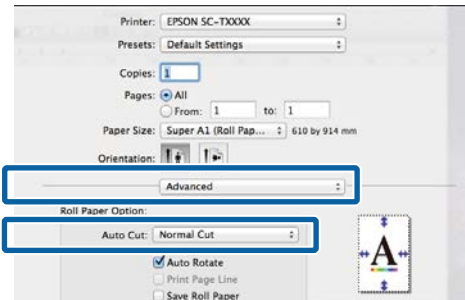 Printer: EPSON SC-TXXXX
Presets: Default Settings
Copies: 1
Pages: All
From: 1 to: 1
Paper Size: Super A1 (Roll Pap... 610 by 914 mm
Orientation:
Advanced
Roll Paper Option:
Auto Cut: Normal Cut
Auto Rotate
Print Page Line
Save Roll Paper
A